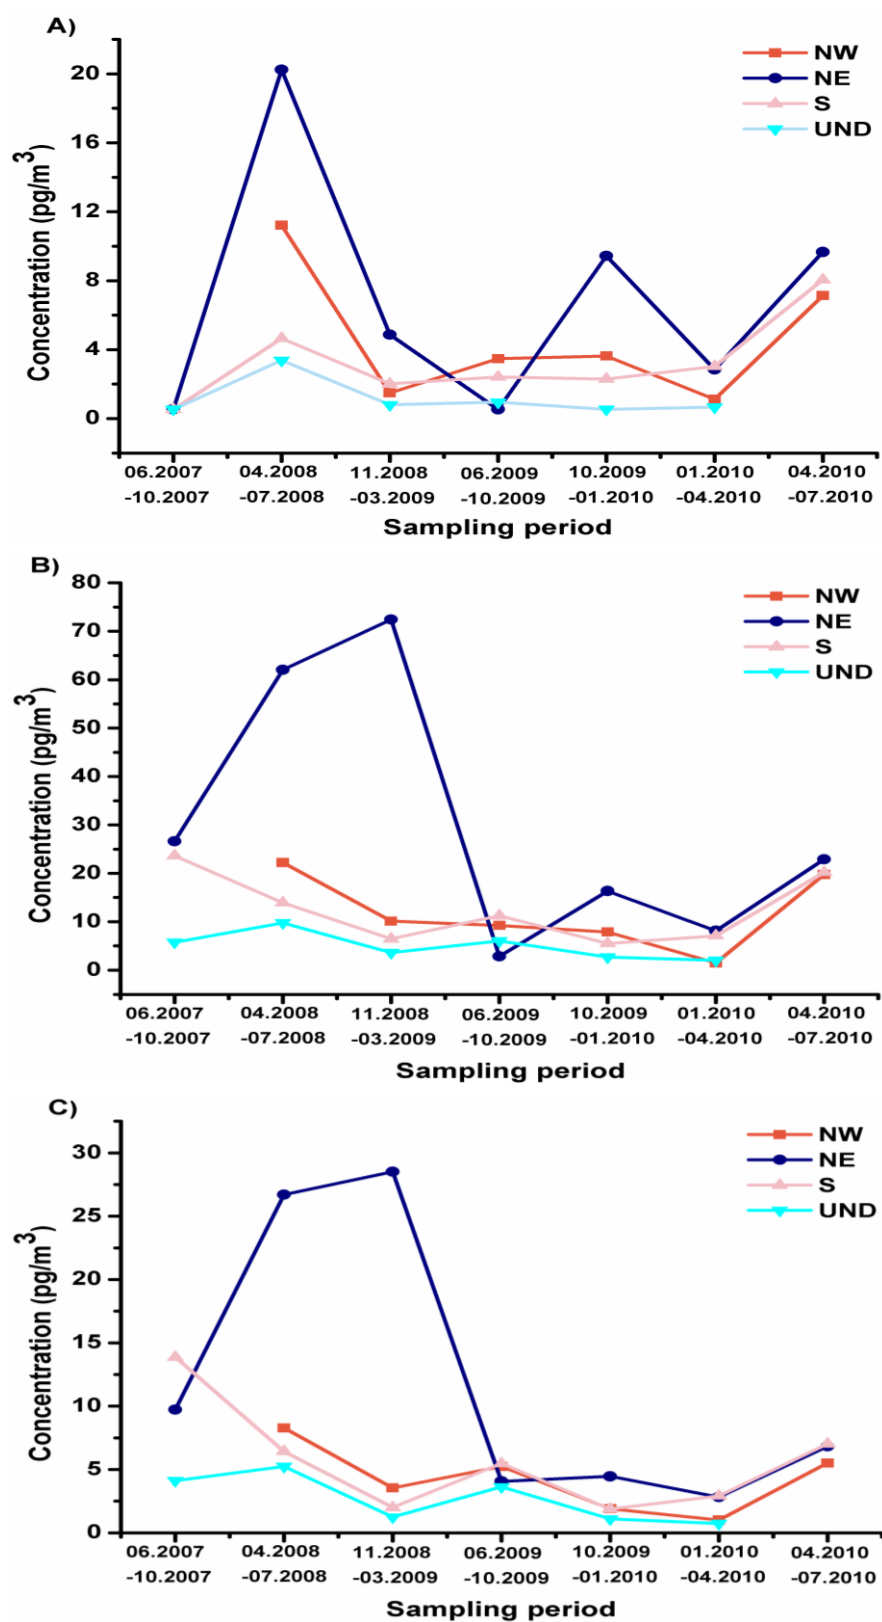 A)
NW
NE
S
UND
Concentration (pg/m³)
20
16
12
8
4
0
06.2007 04.2008 11.2008 06.2009 10.2009 01.2010 04.2010
-10.2007 -07.2008 -03.2009 -10.2009 -01.2010 -04.2010 -07.2010
Sampling period
B)
NW
NE
S
UND
Concentration (pg/m³)
80
70
60
50
40
30
20
10
0
06.2007 04.2008 11.2008 06.2009 10.2009 01.2010 04.2010
-10.2007 -07.2008 -03.2009 -10.2009 -01.2010 -04.2010 -07.2010
Sampling period
C)
NW
NE
S
UND
Concentration (pg/m³)
30
25
20
15
10
5
0
06.2007 04.2008 11.2008 06.2009 10.2009 01.2010 04.2010
-10.2007 -07.2008 -03.2009 -10.2009 -01.2010 -04.2010 -07.2010
Sampling period